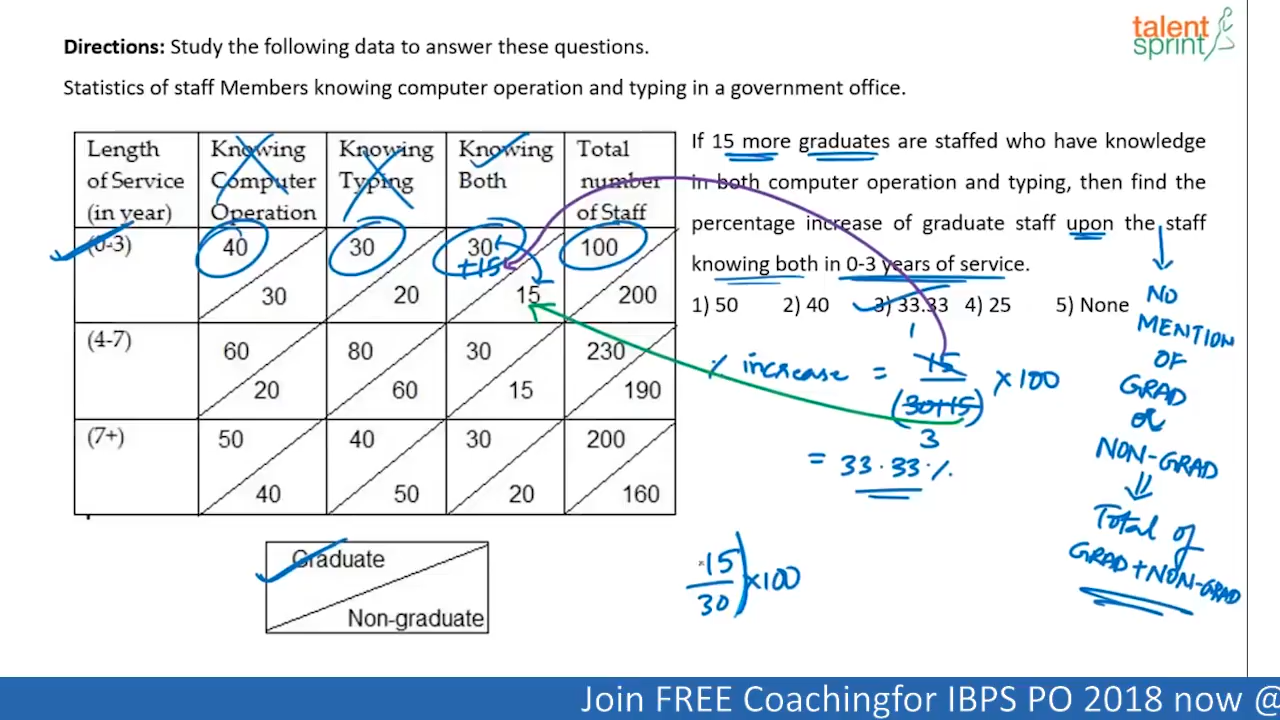 talent
sprint
Directions: Study the following data to answer these questions.
Statistics of staff Members knowing computer operation and typing in a government office.
Length of Service (in year) Knowing Computer Operation Knowing Typing Knowing Both Total number of Staff
(0-3) 40 30 30 100
+15
30 20 15 200
(4-7) 60 80 30 230
20 60 15 190
(7+) 50 40 30 200
40 50 20 160
Graduate
Non-graduate
If 15 more graduates are staffed who have knowledge
in both computer operation and typing, then find the
percentage increase of graduate staff upon the staff
knowing both in 0-3 years of service.
1) 50 2) 40 3) 33.33 4) 25 5) None
1
% increase = 15 × 100
(30+15)
3
= 33.33%
15
30 ×100
NO
MENTION
OF
GRAD
or
NON-GRAD
Total of
GRAD+NON-GRAD
Join FREE Coachingfor IBPS PO 2018 now @